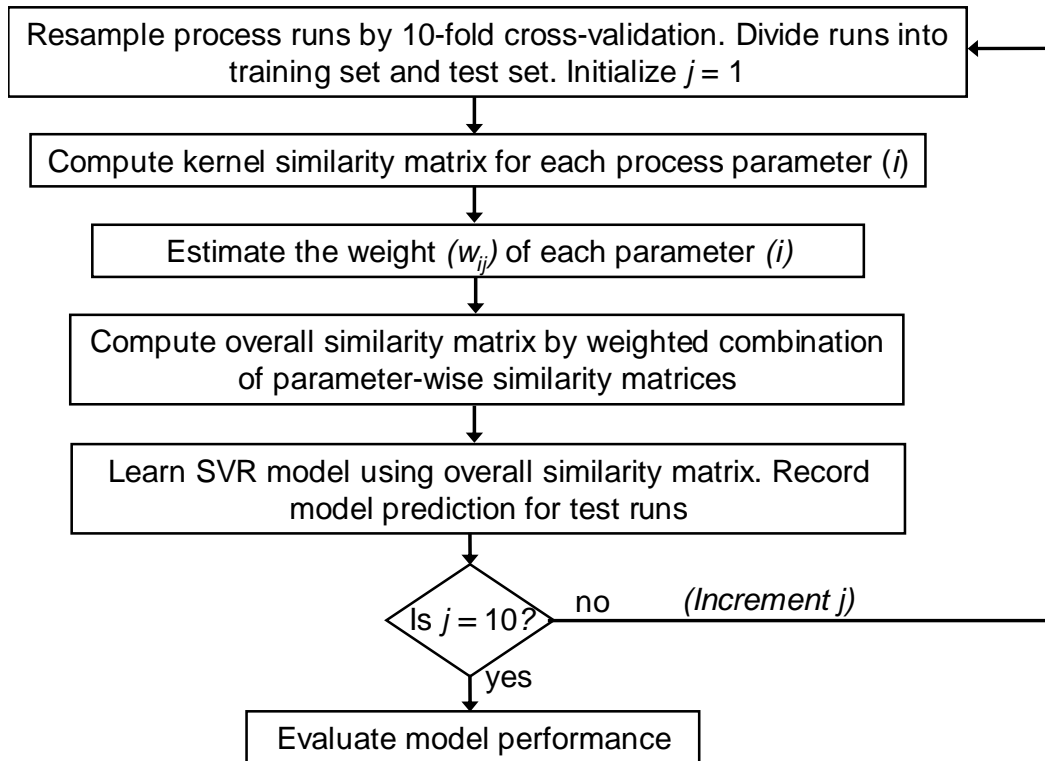 Resample process runs by 10-fold cross-validation. Divide runs into
training set and test set. Initialize j = 1
Compute kernel similarity matrix for each process parameter (i)
Estimate the weight (wij) of each parameter (i)
Compute overall similarity matrix by weighted combination
of parameter-wise similarity matrices
Learn SVR model using overall similarity matrix. Record
model prediction for test runs
Is j = 10?
no (Increment j)
yes
Evaluate model performance